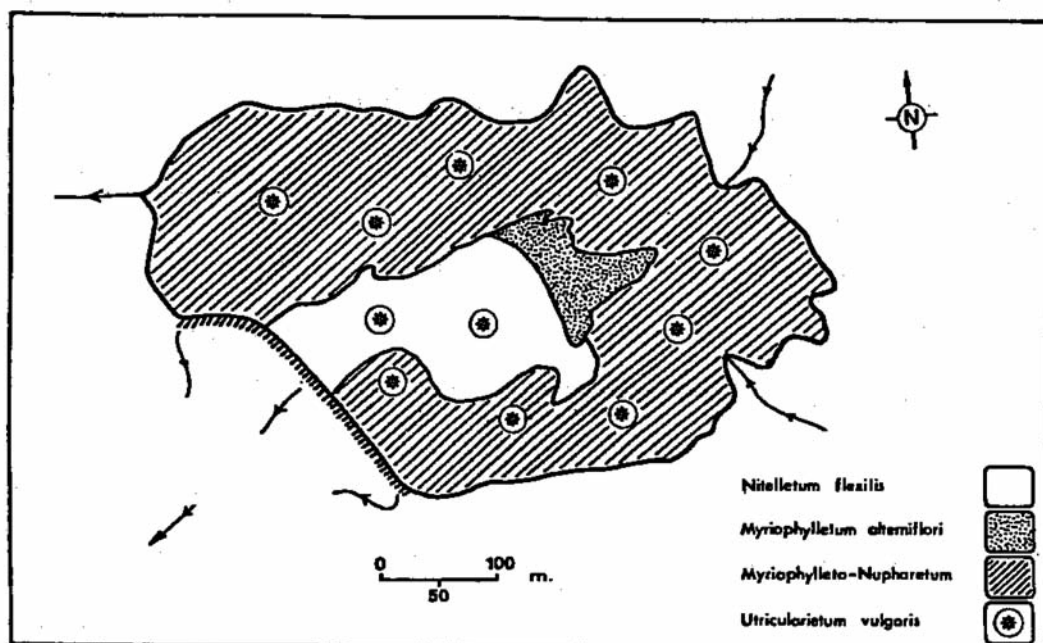 N
Nitelletum flexilis
Myriophylletum alterniflori
Myriophylleto-Nupharetum
Utricularietum vulgaris
0 100 m.
50